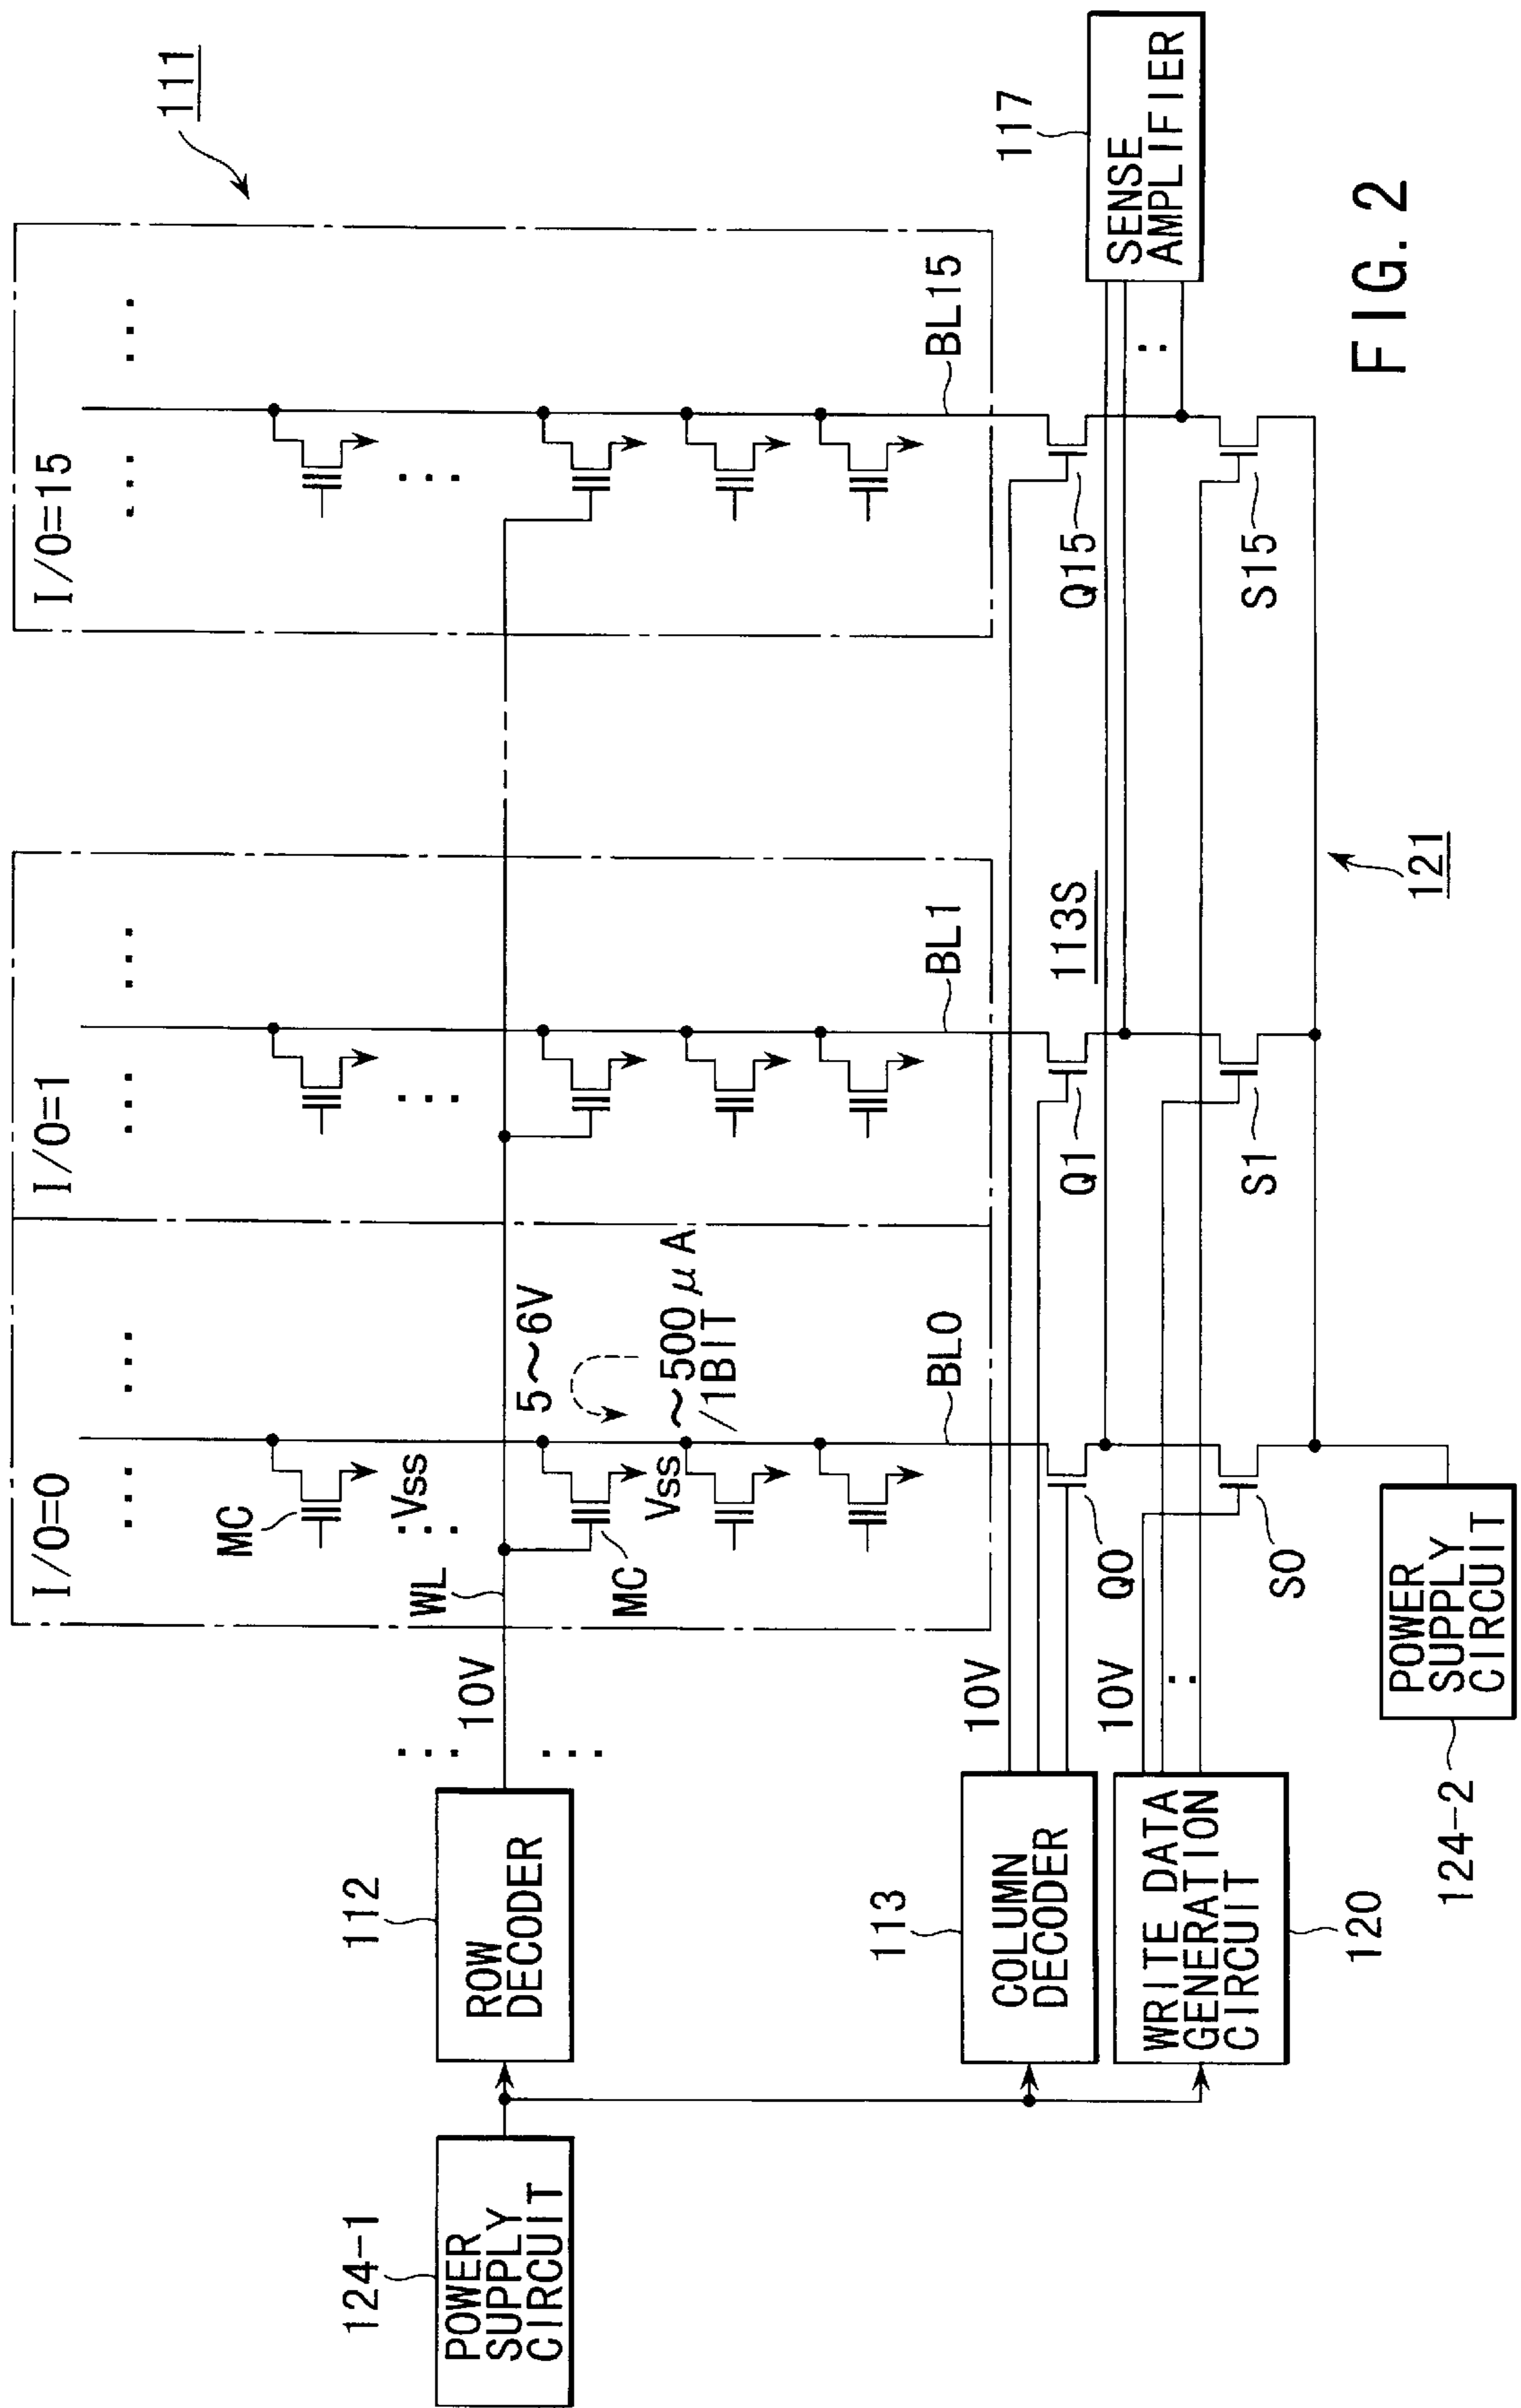 111
I/O=0
I/O=1
I/O=15
... ...
... ...
... ...
MC
Vss
...
...
...
WL
10V
5~6V
MC
Vss
~500μA
/1BIT
BL0
BL1
BL15
124-1
POWER
SUPPLY
CIRCUIT
112
ROW
DECODER
...
...
113
COLUMN
DECODER
10V
Q0
Q1
113S
Q15
117
SENSE
AMPLIFIER
:
120
WRITE DATA
GENERATION
CIRCUIT
10V
:
S0
S1
S15
121
124-2
POWER
SUPPLY
CIRCUIT
FIG. 2